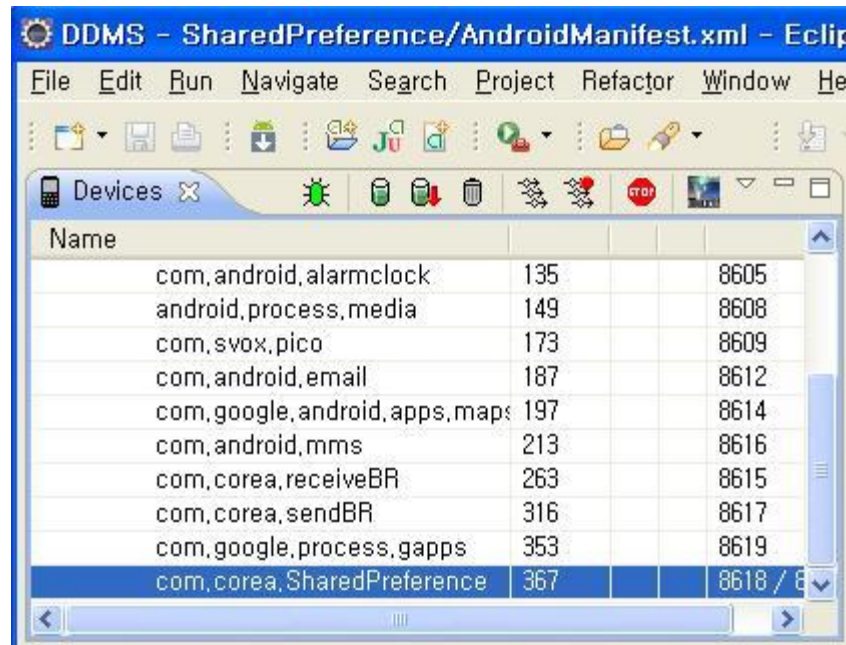 DDMS - SharedPreference/AndroidManifest.xml - Eclip
File Edit Run Navigate Search Project Refactor Window He
Devices
Name
com,android,alarmclock 135 8605
android,process,media 149 8608
com,svox,pico 173 8609
com,android,email 187 8612
com,google,android,apps,maps 197 8614
com,android,mms 213 8616
com,corea,receiveBR 263 8615
com,corea,sendBR 316 8617
com,google,process,gapps 353 8619
com,corea,SharedPreference 367 8618 / 8